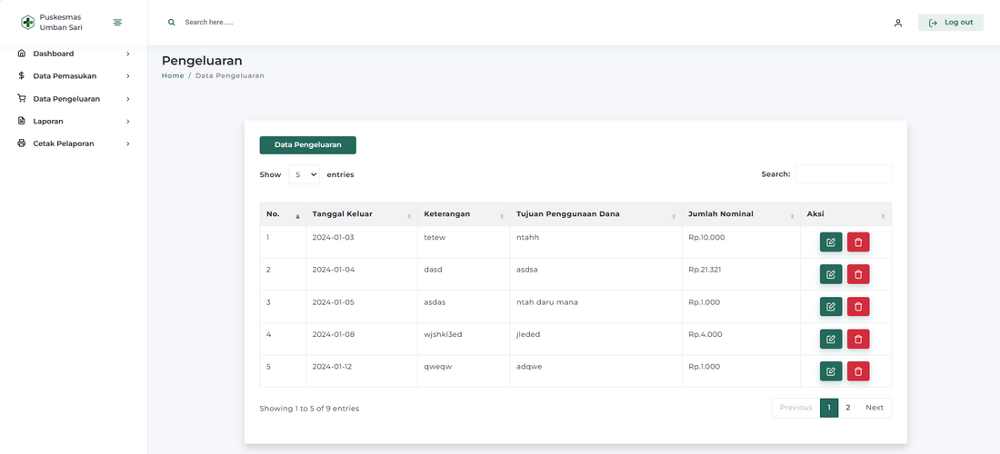 Puskesmas
Umban Sari
Search here.....
Log out
Dashboard
Data Pemasukan
Data Pengeluaran
Laporan
Cetak Pelaporan
Pengeluaran
Home / Data Pengeluaran
Data Pengeluaran
Show 5 entries
Search:
No. Tanggal Keluar Keterangan Tujuan Penggunaan Dana Jumlah Nominal Aksi
1 2024-01-03 tetew ntahh Rp.10.000
2 2024-01-04 dasd asdsa Rp.21.321
3 2024-01-05 asdas ntah daru mana Rp.1.000
4 2024-01-08 wjshkl3ed jleded Rp.4.000
5 2024-01-12 qweqw adqwe Rp.1.000
Showing 1 to 5 of 9 entries
Previous 1 2 Next